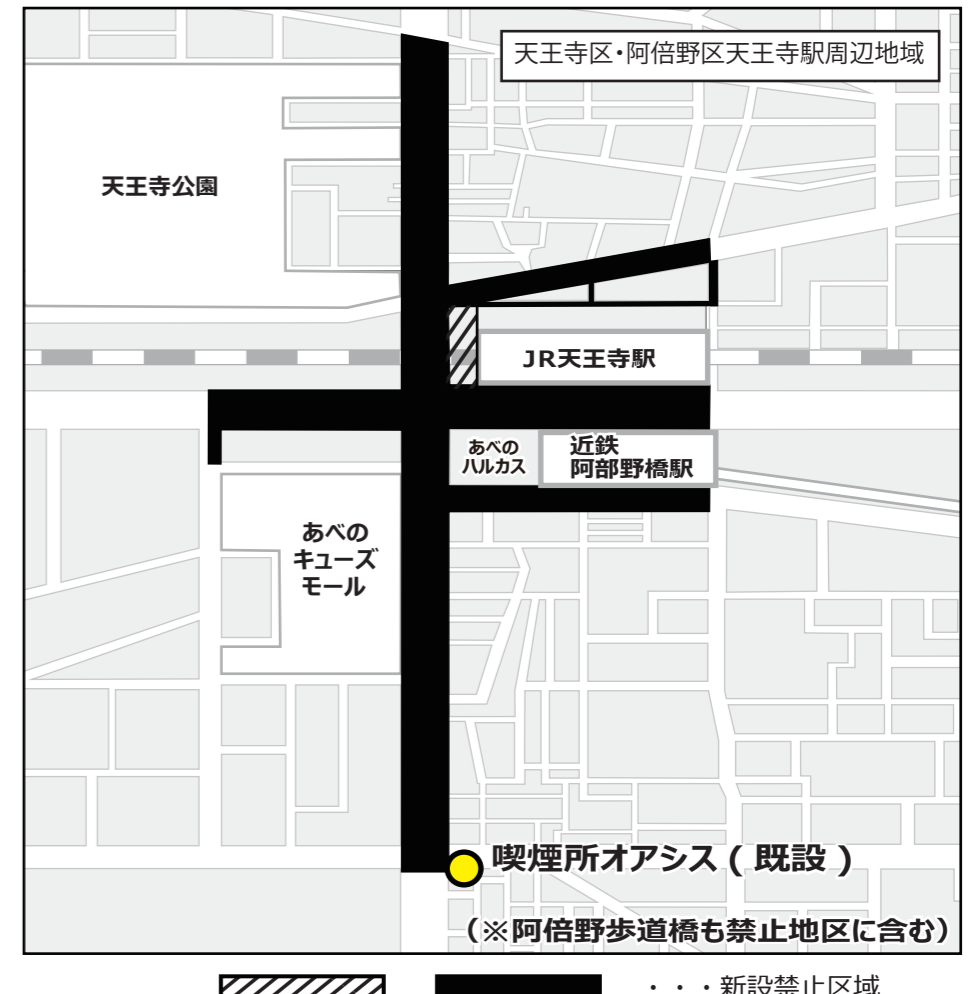 天王寺区・阿倍野区天王寺駅周辺地域
天王寺公園
JR天王寺駅
あべの
ハルカス
近鉄
阿部野橋駅
あべの
キューズ
モール
喫煙所オアシス ( 既設 )
(※阿倍野歩道橋も禁止地区に含む)
・・・新設禁止区域